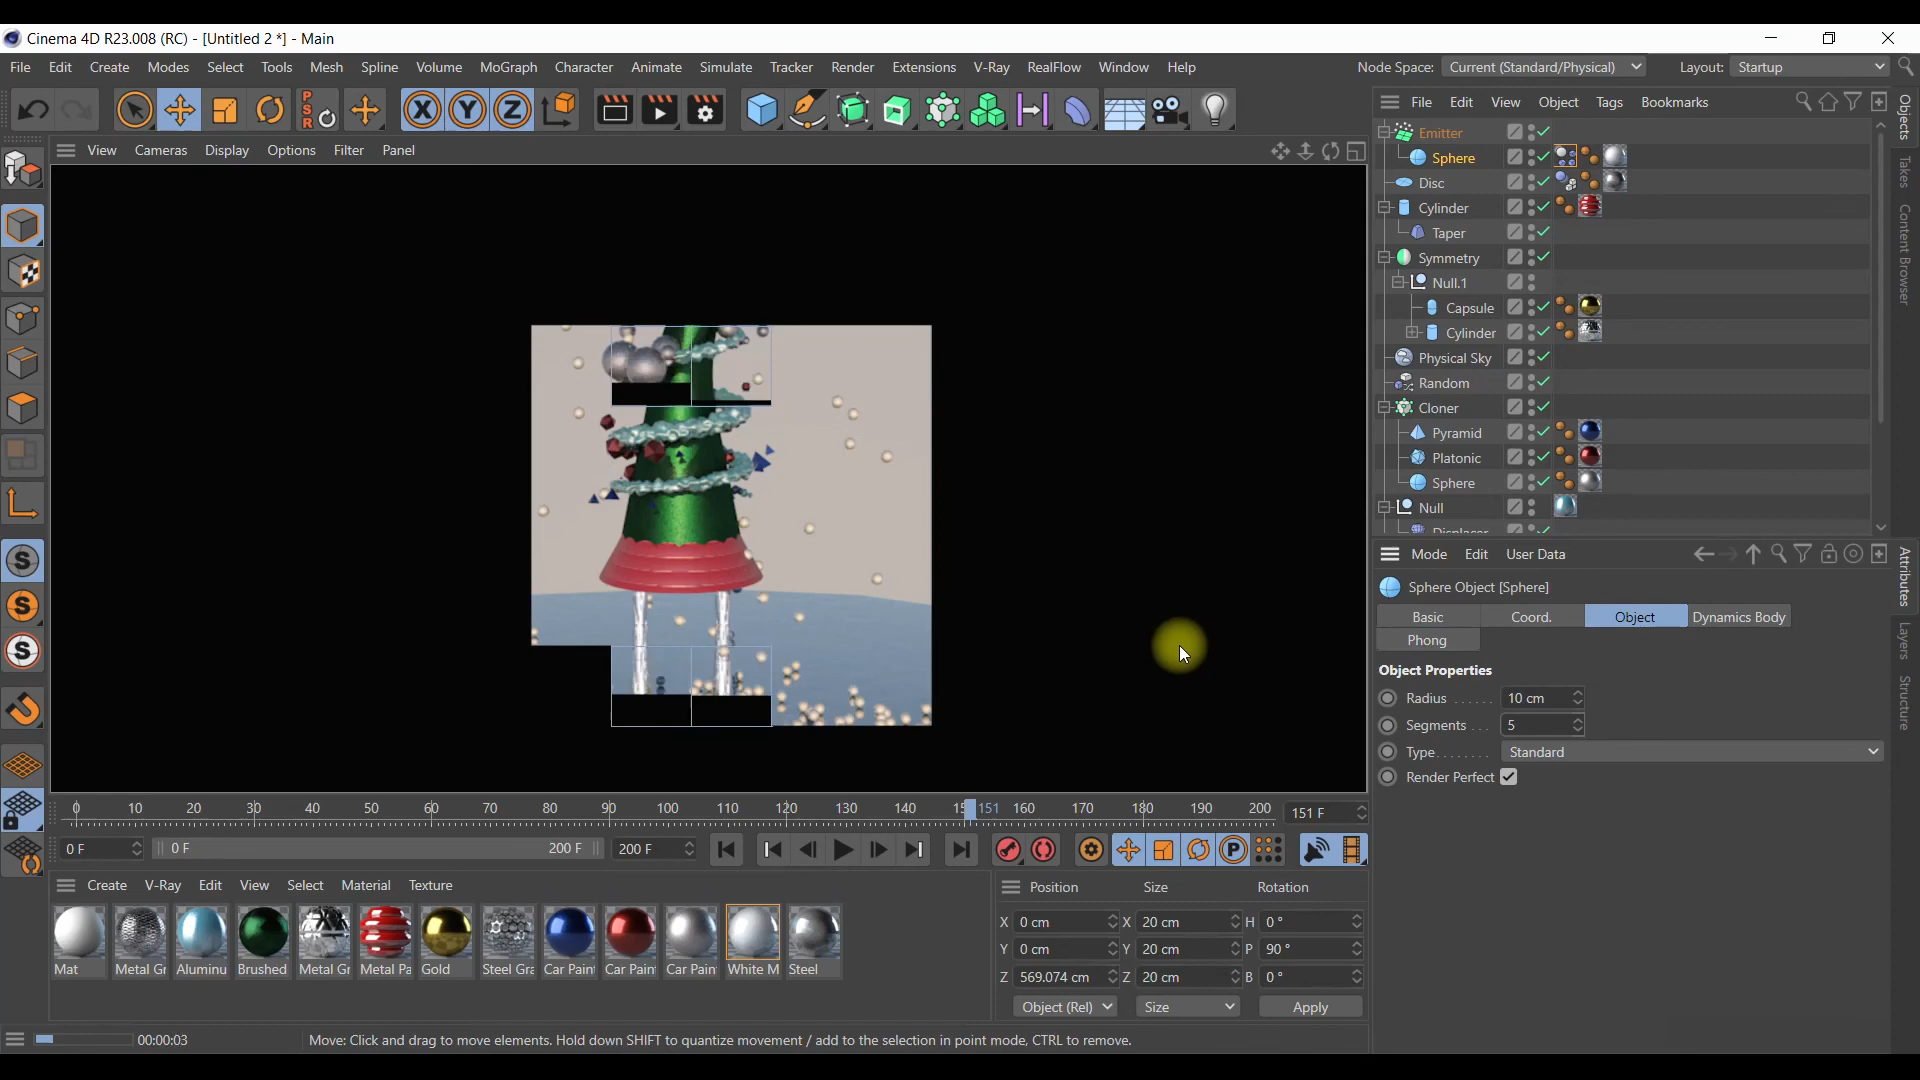 Cinema 4D R23.008 (RC) - [Untitled 2 *] - Main
File Edit Create Modes Select Tools Mesh Spline Volume MoGraph Character Animate Simulate Tracker Render Extensions V-Ray RealFlow Window Help
Node Space: Current (Standard/Physical) Layout: Startup
File Edit View Object Tags Bookmarks
View Cameras Display Options Filter Panel
Emitter
Sphere
Disc
Cylinder
Taper
Symmetry
Null.1
Capsule
Cylinder
Physical Sky
Random
Cloner
Pyramid
Platonic
Sphere
Null
Displacer
Objects
Takes
Content Browser
Mode Edit User Data
Sphere Object [Sphere]
Basic Coord. Object Dynamics Body
Phong
Object Properties
Radius ...... 10 cm
Segments ... 5
Type........ Standard
Render Perfect
Attributes
Layers
Structure
0 10 20 30 40 50 60 70 80 90 100 110 120 130 140 15 151 160 170 180 190 200 151 F
0 F 0 F 200 F 200 F
Create V-Ray Edit View Select Material Texture
Mat Metal Gr Aluminu Brushed Metal Gr Metal Pa Gold Steel Gra Car Pain Car Pain Car Pain White M Steel
Position Size Rotation
X 0 cm X 20 cm H 0 °
Y 0 cm Y 20 cm P 90 °
Z 569.074 cm Z 20 cm B 0 °
Object (Rel) Size Apply
00:00:03 Move: Click and drag to move elements. Hold down SHIFT to quantize movement / add to the selection in point mode, CTRL to remove.